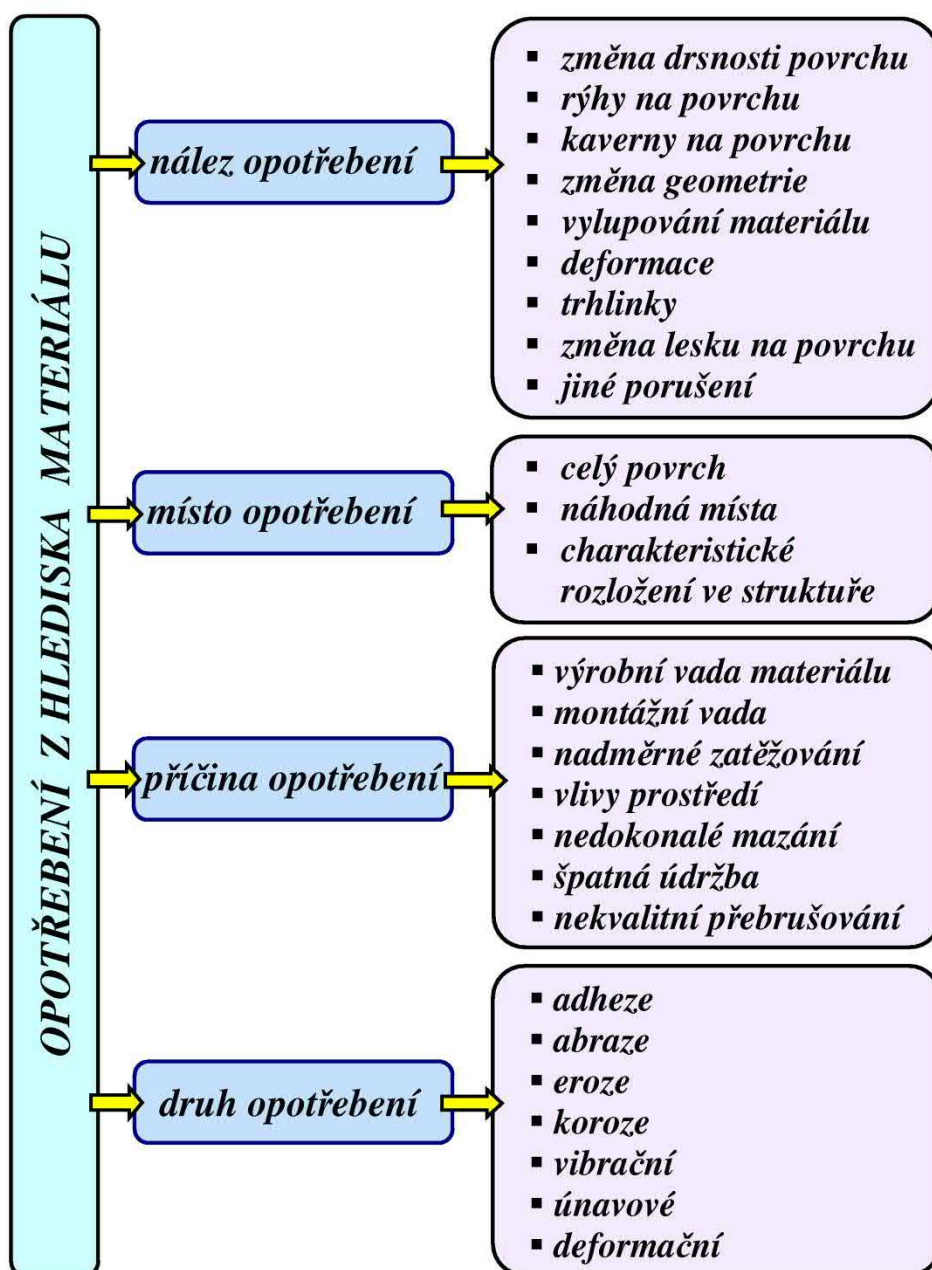 OPOTŘEBENÍ Z HLEDISKA MATERIÁLU
nález opotřebení
▪ změna drsnosti povrchu
▪ rýhy na povrchu
▪ kaverny na povrchu
▪ změna geometrie
▪ vylupování materiálu
▪ deformace
▪ trhlinky
▪ změna lesku na povrchu
▪ jiné porušení
místo opotřebení
▪ celý povrch
▪ náhodná místa
▪ charakteristické
rozložení ve struktuře
příčina opotřebení
▪ výrobní vada materiálu
▪ montážní vada
▪ nadměrné zatěžování
▪ vlivy prostředí
▪ nedokonalé mazání
▪ špatná údržba
▪ nekvalitní přebrušování
druh opotřebení
▪ adheze
▪ abraze
▪ eroze
▪ koroze
▪ vibrační
▪ únavové
▪ deformační